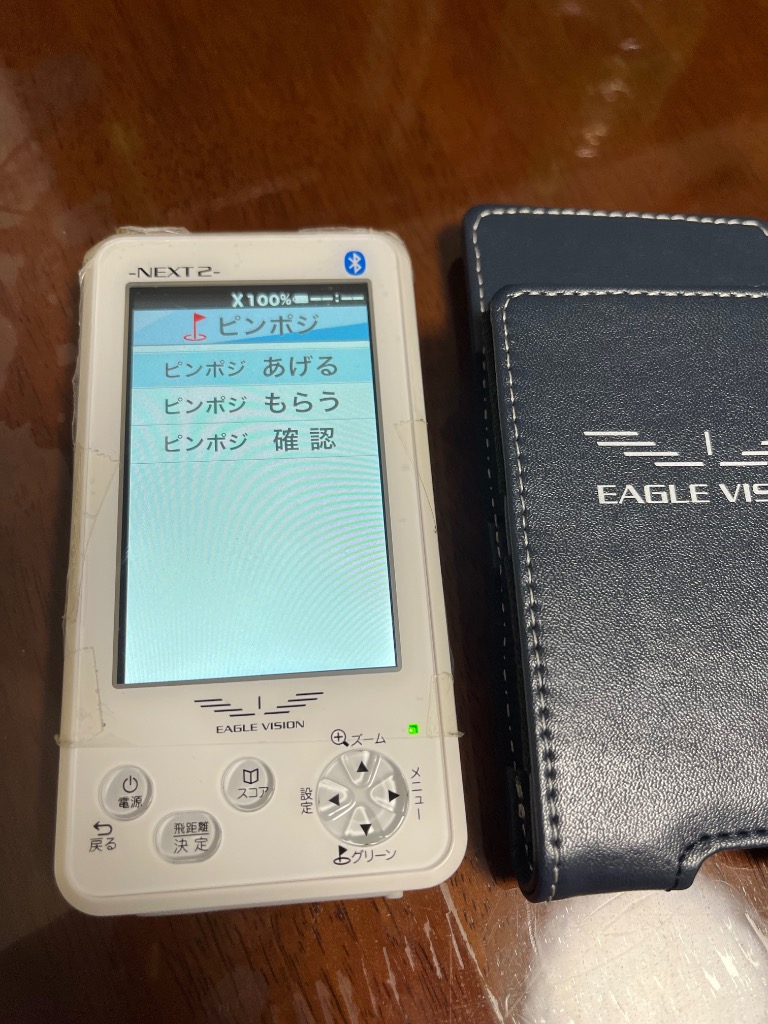 -NEXT2-
100% --:--
ピンポジ
ピンポジ あげる
ピンポジ もらう
ピンポジ 確認
EAGLE VISION
ズーム
電源
スコア
設定
メニュー
戻る
飛距離
決定
グリーン
EAGLE VIS